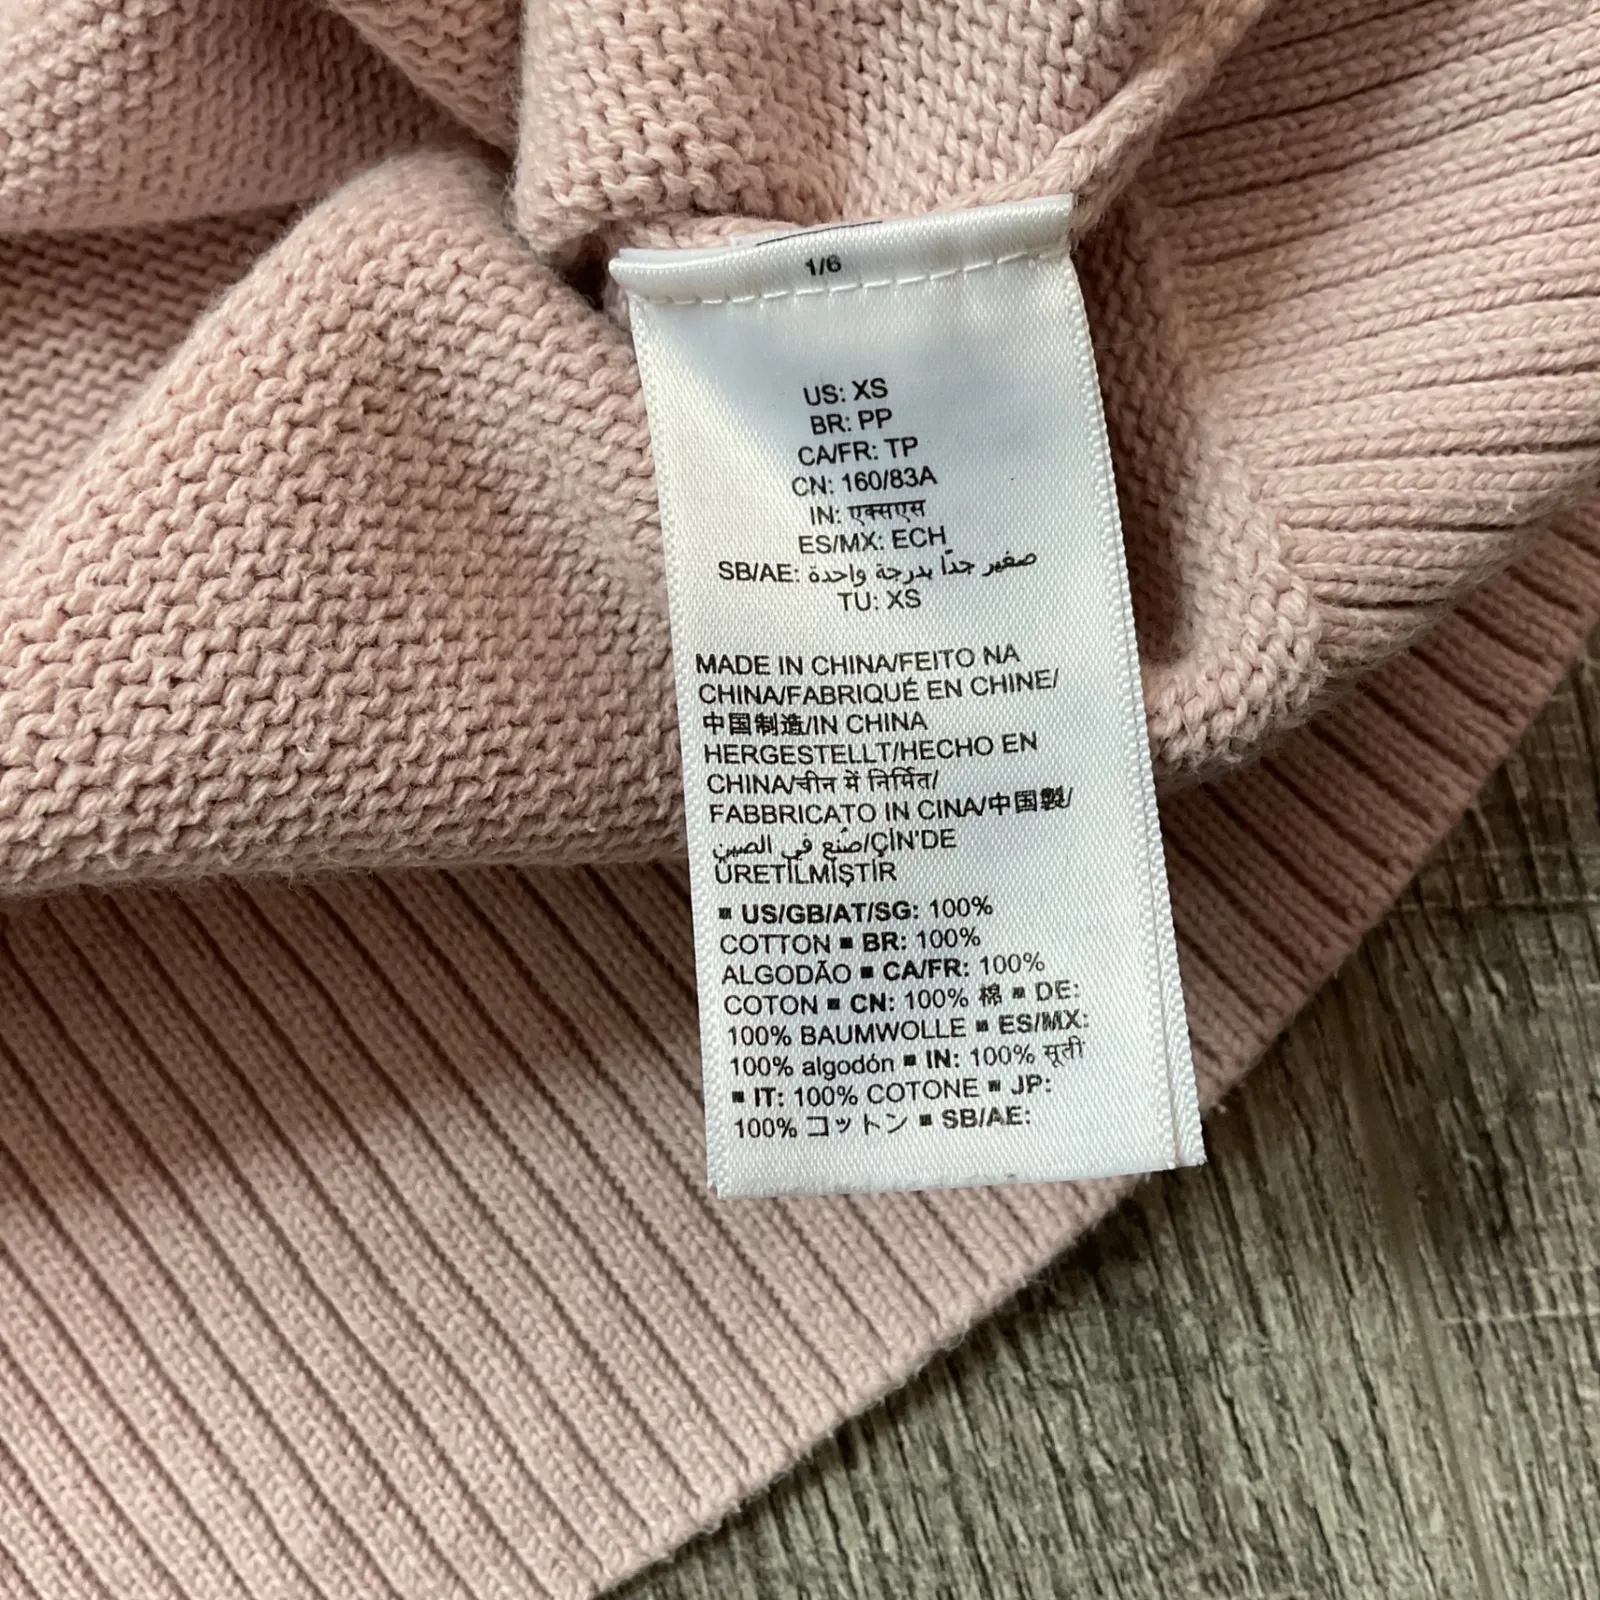 1/6
US: XS
BR: PP
CA/FR: TP
CN: 160/83A
IN: एक्सएस
ES/MX: ECH
SB/AE: صغير جدًا بدرجة واحدة
TU: XS
MADE IN CHINA/FEITO NA
CHINA/FABRIQUÉ EN CHINE/
中国制造/IN CHINA
HERGESTELLT/HECHO EN
CHINA/चीन में निर्मित/
FABBRICATO IN CINA/中国製/
صُنع في الصين/ÇİN'DE
ÜRETİLMİŞTİR
▪ US/GB/AT/SG: 100%
COTTON ▪ BR: 100%
ALGODÃO ▪ CA/FR: 100%
COTON ▪ CN: 100% 棉 ▪ DE:
100% BAUMWOLLE ▪ ES/MX:
100% algodón ▪ IN: 100% सूती
▪ IT: 100% COTONE ▪ JP:
100% コットン ▪ SB/AE: